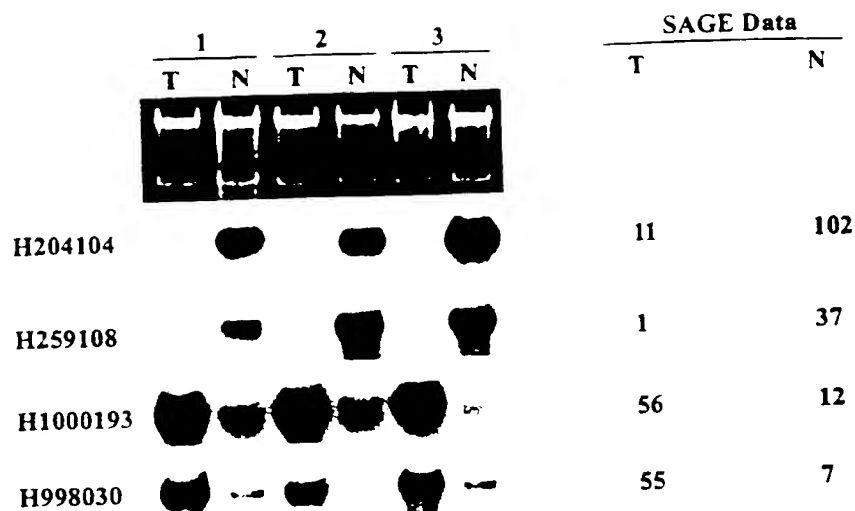 1 2 3 SAGE Data
T N T N T N T N
H204104 11 102
H259108 1 37
H1000193 56 12
H998030 55 7